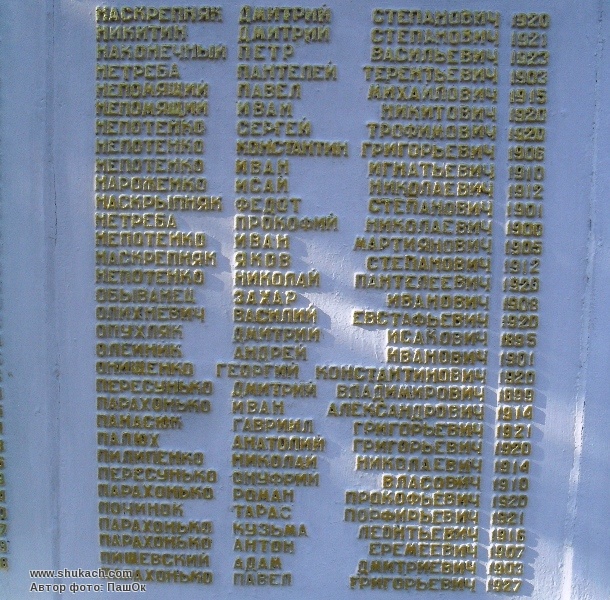 НАСКРЕПНЯК ДМИТРИЙ СТЕПАНОВИЧ 1920
НИКИТИН ДМИТРИЙ СТЕПАНОВИЧ 1921
НАКОНЕЧНЫЙ ПЕТР ВАСИЛЬЕВИЧ 1923
НЕТРЕБА ПАНТЕЛЕЙ ТЕРЕНТЬЕВИЧ 1903
НЕПОМЯЩИЙ ПАВЕЛ МИХАЙЛОВИЧ 1915
НЕПОМЯЩИЙ ИВАН НИКИТОВИЧ 1920
НЕПОТЕНКО СЕРГЕЙ ТРОФИМОВИЧ 1920
НЕПОТЕНКО КОНСТАНТИН ГРИГОРЬЕВИЧ 1906
НЕПОТЕНКО ИВАН ИГНАТЬЕВИЧ 1910
НАРОЖЕНКО ИСАЙ НИКОЛАЕВИЧ 1912
НАСКРЫПНЯК ФЕДОТ СТЕПАНОВИЧ 1901
НЕТРЕБА ПРОКОФИЙ НИКОЛАЕВИЧ 1900
НЕПОТЕНКО ИВАН МАРТИЯНОВИЧ 1905
НАСКРЕПНЯК ЯКОВ СТЕПАНОВИЧ 1912
НЕПОТЕНКО НИКОЛАЙ ПАНТЕЛЕЕВИЧ
ОБЫВАНЕЦ ЗАХАР ИВАНОВИЧ 1908
ОЛИХНЕВИЧ ВАСИЛИЙ ЕВСТАФЬЕВИЧ 1920
ОПУХЛЯК ДМИТРИЙ ИСАКОВИЧ 1895
ОЛЕЙНИК АНДРЕЙ ИВАНОВИЧ 1901
ОНИЩЕНКО ГЕОРГИЙ КОНСТАНТИНОВИЧ 1920
ПЕРЕСУНЬКО ДМИТРИЙ ВЛАДИМИРОВИЧ 1899
ПАРАХОНЬКО ИВАН АЛЕКСАНДРОВИЧ 1914
ПАНАСЮК ГАВРИИЛ ГРИГОРЬЕВИЧ 1921
ПАЛЮХ АНАТОЛИЙ ГРИГОРЬЕВИЧ 1920
ПИЛИПЕНКО НИКОЛАЙ НИКОЛАЕВИЧ 1914
ПЕРЕСУНЬКО ОНУФРИЙ ВЛАСОВИЧ 1910
ПАРАХОНЬКО РОМАН ПРОКОФЬЕВИЧ 1920
ПОЧИНОК ТАРАС ПОРФИРЬЕВИЧ 1921
ПАРАХОНЬКО КУЗЬМА ЛЕОНТЬЕВИЧ 1916
ПАРАХОНЬКО АНТОН ЕРЕМЕЕВИЧ 1907
ПИЩЕВСКИЙ АДАМ ДМИТРИЕВИЧ 1903
ПАРАХОНЬКО ПАВЕЛ ГРИГОРЬЕВИЧ 1927
www.shukach.com
Автор фото: ПашОк